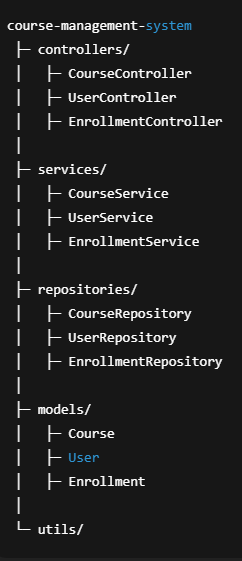 course-management-system
├─ controllers/
│   ├─ CourseController
│   ├─ UserController
│   ├─ EnrollmentController
│
├─ services/
│   ├─ CourseService
│   ├─ UserService
│   ├─ EnrollmentService
│
├─ repositories/
│   ├─ CourseRepository
│   ├─ UserRepository
│   ├─ EnrollmentRepository
│
├─ models/
│   ├─ Course
│   ├─ User
│   ├─ Enrollment
│
└─ utils/